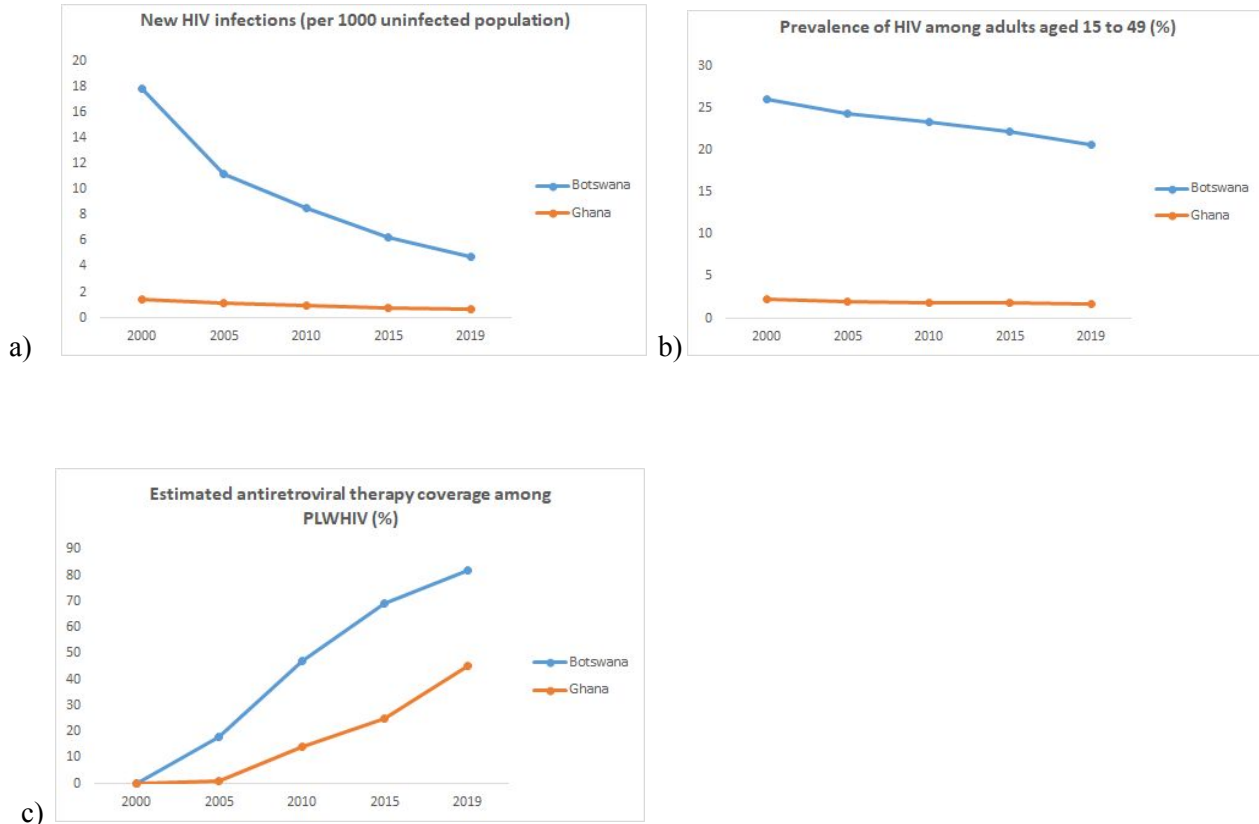 New HIV infections (per 1000 uninfected population)
20
18
16
14
12
10
8
6
4
2
0
2000 2005 2010 2015 2019
Botswana
Ghana
a)
Prevalence of HIV among adults aged 15 to 49 (%)
30
25
20
15
10
5
0
2000 2005 2010 2015 2019
Botswana
Ghana
b)
Estimated antiretroviral therapy coverage among
PLWHIV (%)
90
80
70
60
50
40
30
20
10
0
2000 2005 2010 2015 2019
Botswana
Ghana
c)